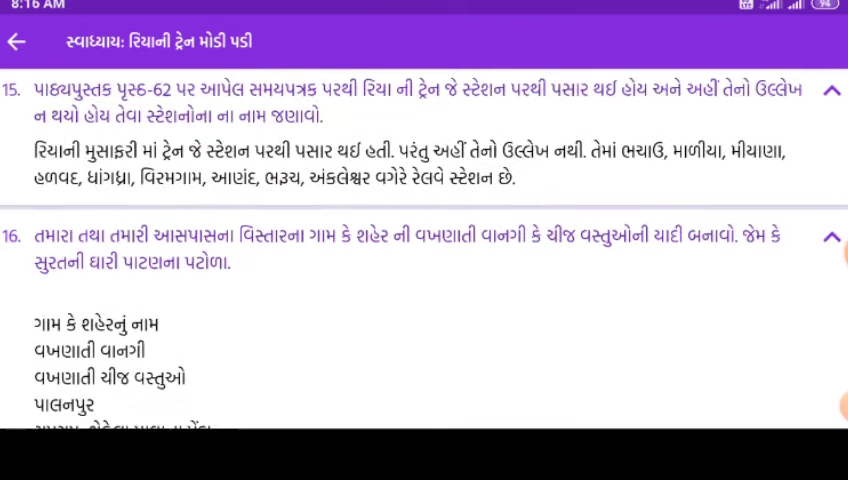 8:16 AM
94
સ્વાધ્યાય: રિયાની ટ્રેન મોડી પડી
15. પાઠ્યપુસ્તક પૃસ્ઠ-62 પર આપેલ સમયપત્રક પરથી રિયા ની ટ્રેન જે સ્ટેશન પરથી પસાર થઈ હોય અને અહીં તેનો ઉલ્લેખ
ન થયો હોય તેવા સ્ટેશનોના ના નામ જણાવો.
રિયાની મુસાફરી માં ટ્રેન જે સ્ટેશન પરથી પસાર થઈ હતી. પરંતુ અહીં તેનો ઉલ્લેખ નથી. તેમાં ભચાઉ, માળીયા, મીયાણા,
હળવદ, ધાંગધ્રા, વિરમગામ, આણંદ, ભરૂચ, અંકલેશ્વર વગેરે રેલવે સ્ટેશન છે.
16. તમારા તથા તમારી આસપાસના વિસ્તારના ગામ કે શહેર ની વખણાતી વાનગી કે ચીજ વસ્તુઓની યાદી બનાવો. જેમ કે
સુરતની ઘારી પાટણના પટોળા.
ગામ કે શહેરનું નામ
વખણાતી વાનગી
વખણાતી ચીજ વસ્તુઓ
પાલનપુર